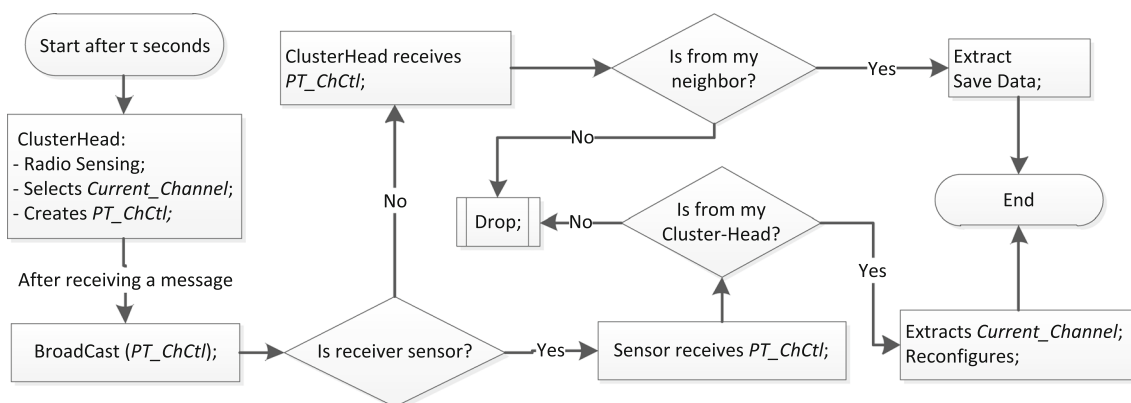 Start after τ seconds
ClusterHead:
- Radio Sensing;
- Selects Current_Channel;
- Creates PT_ChCtl;
After receiving a message
BroadCast (PT_ChCtl);
Is receiver sensor?
No
ClusterHead receives
PT_ChCtl;
Is from my
neighbor?
Yes
Extract
Save Data;
No
Drop;
Yes
Sensor receives PT_ChCtl;
Is from my
Cluster-Head?
No
Yes
Extracts Current_Channel;
Reconfigures;
End